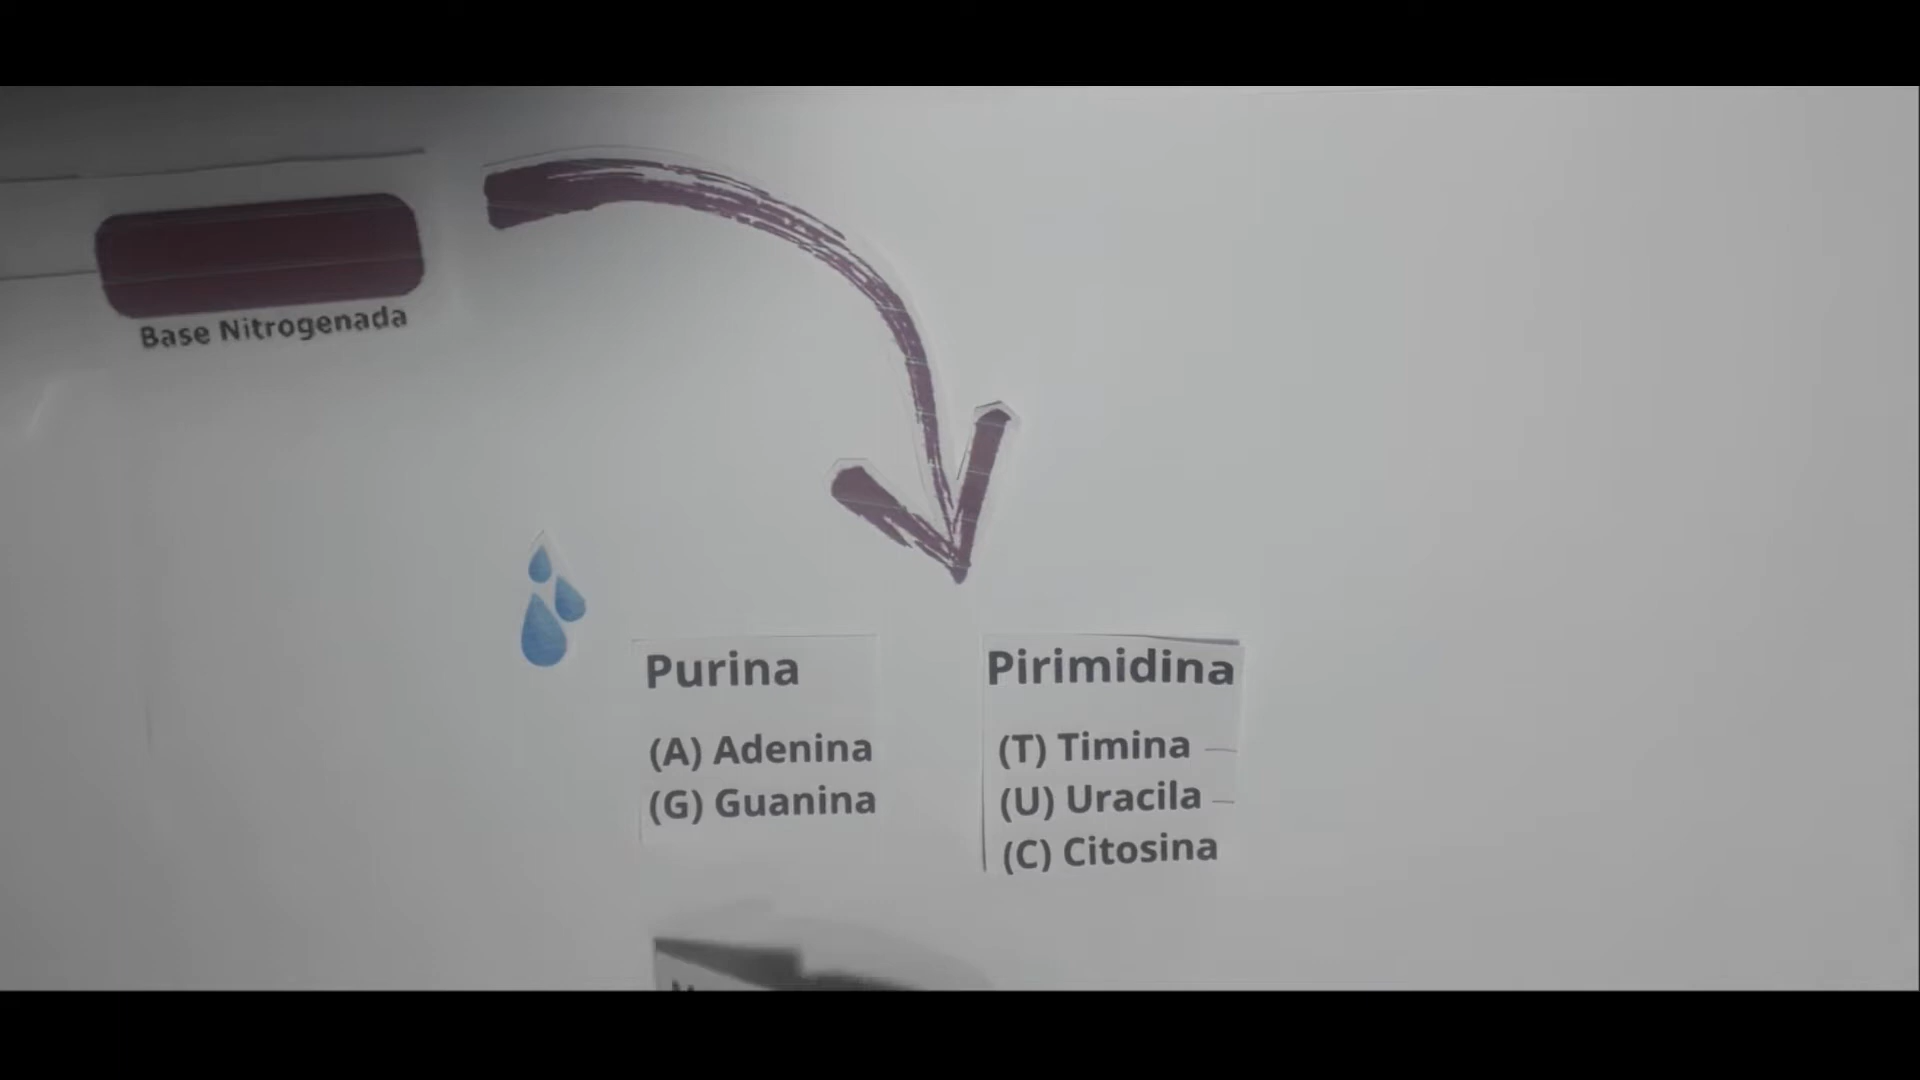 Base Nitrogenada
Purina
(A) Adenina
(G) Guanina
Pirimidina
(T) Timina
(U) Uracila
(C) Citosina